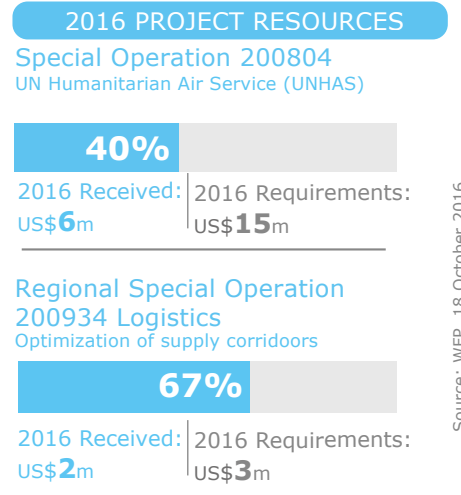 2016 PROJECT RESOURCES
Special Operation 200804
UN Humanitarian Air Service (UNHAS)
40%
2016 Received: 2016 Requirements:
US$6m US$15m
Regional Special Operation
200934 Logistics
Optimization of supply corridoors
67%
2016 Received: 2016 Requirements:
US$2m US$3m
Source: WFP, 18 October 2016